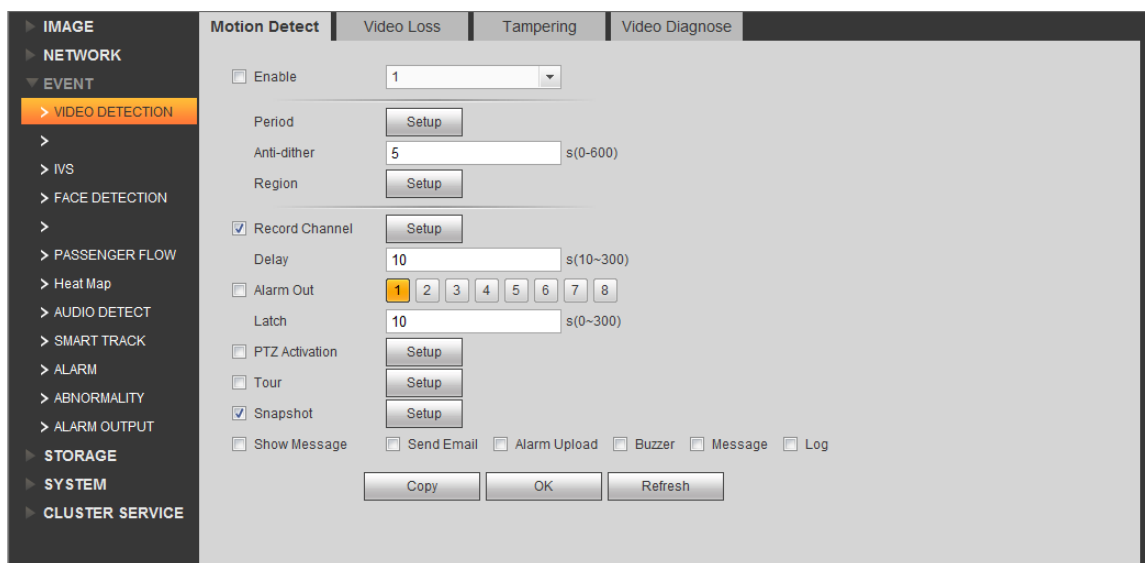 IMAGE
NETWORK
EVENT
> VIDEO DETECTION
>
> IVS
> FACE DETECTION
>
> PASSENGER FLOW
> Heat Map
> AUDIO DETECT
> SMART TRACK
> ALARM
> ABNORMALITY
> ALARM OUTPUT
STORAGE
SYSTEM
CLUSTER SERVICE
Motion Detect Video Loss Tampering Video Diagnose
Enable 1
Period Setup
Anti-dither 5 s(0-600)
Region Setup
Record Channel Setup
Delay 10 s(10~300)
Alarm Out 1 2 3 4 5 6 7 8
Latch 10 s(0~300)
PTZ Activation Setup
Tour Setup
Snapshot Setup
Show Message Send Email Alarm Upload Buzzer Message Log
Copy OK Refresh